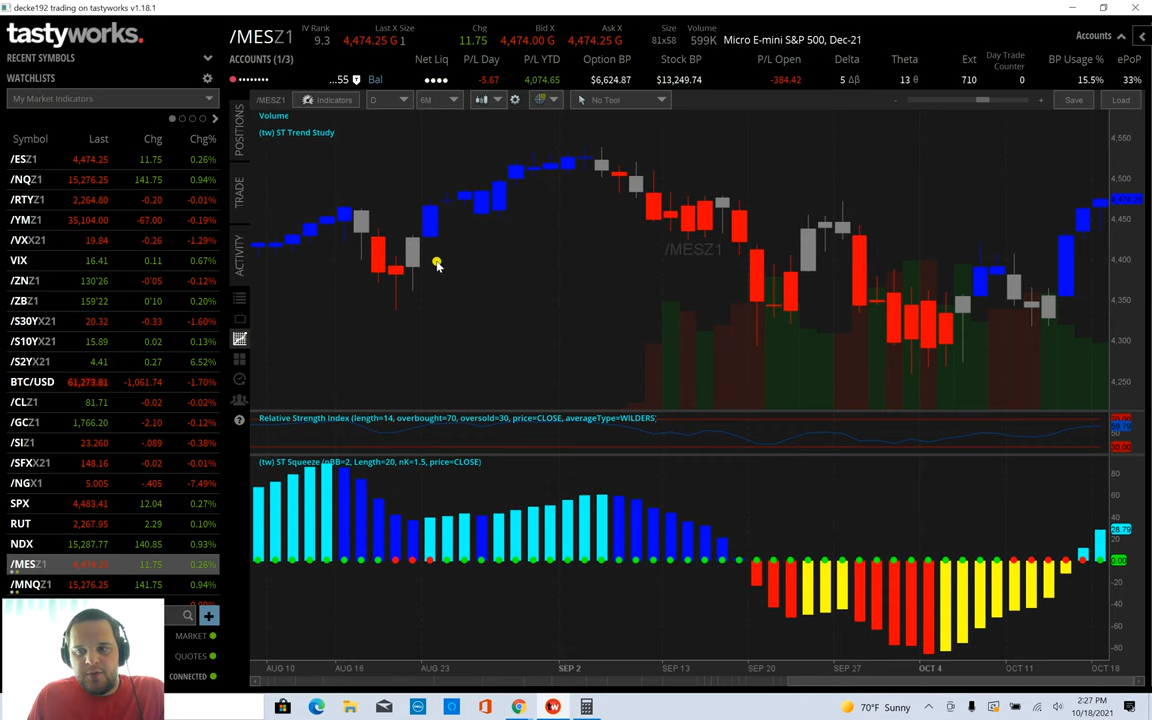 decke192 trading on tastyworks v1.18.1
tastyworks.
/MESZ1
IV Rank
9.3
Last X Size
4,474.25 G 1
Chg
11.75
Bid X
4,474.00 G
Ask X
4,474.25 G
Size
81x58
Volume
599K
Micro E-mini S&P 500, Dec-21
Accounts
RECENT SYMBOLS
WATCHLISTS
My Market Indicators
ACCOUNTS (1/3)
Net Liq
P/L Day
P/L YTD
Option BP
Stock BP
P/L Open
Delta
Theta
Ext
Day Trade Counter
BP Usage %
ePoP
...55
Bal
-5.67
4,074.65
$6,624.87
$13,249.74
-384.42
5 Δβ
13 θ
710
0
15.5%
33%
/MESZ1
Indicators
D
6M
No Tool
-
+
Save
Load
POSITIONS
TRADE
ACTIVITY
Symbol Last Chg Chg%
/ESZ1 4,474.25 11.75 0.26%
/NQZ1 15,276.25 141.75 0.94%
/RTYZ1 2,264.80 -0.20 -0.01%
/YMZ1 35,104.00 -67.00 -0.19%
/VXX21 19.84 -0.26 -1.29%
VIX 16.41 0.11 0.67%
/ZNZ1 130'26 -0'05 -0.12%
/ZBZ1 159'22 0'10 0.20%
/S30YX21 20.32 -0.33 -1.60%
/S10YX21 15.89 0.02 0.13%
/S2YX21 4.41 0.27 6.52%
BTC/USD 61,273.81 -1,061.74 -1.70%
/CLZ1 81.71 -0.02 -0.02%
/GCZ1 1,766.20 -2.10 -0.12%
/SIZ1 23.260 -.089 -0.38%
/SFXX21 148.16 -0.02 -0.01%
/NGX1 5.005 -.405 -7.49%
SPX 4,483.41 12.04 0.27%
RUT 2,267.95 2.29 0.10%
NDX 15,287.77 140.85 0.93%
/MESZ1 4,474.25 11.75 0.26%
/MNQZ1 15,276.25 141.75 0.94%
MARKET
QUOTES
CONNECTED
Volume
(tw) ST Trend Study
/MESZ1
4,550
4,500
4,474.25
4,450
4,400
4,350
4,300
4,250
Relative Strength Index (length=14, overbought=70, oversold=30, price=CLOSE, averageType=WILDERS)
50
(tw) ST Squeeze (nBB=2, Length=20, nK=1.5, price=CLOSE)
80
60
40
28.79
20
0.00
-20
-40
-60
-80
AUG 10
AUG 16
AUG 23
SEP 2
SEP 13
SEP 20
SEP 27
OCT 4
OCT 11
OCT 18
70°F Sunny
2:27 PM
10/18/2021